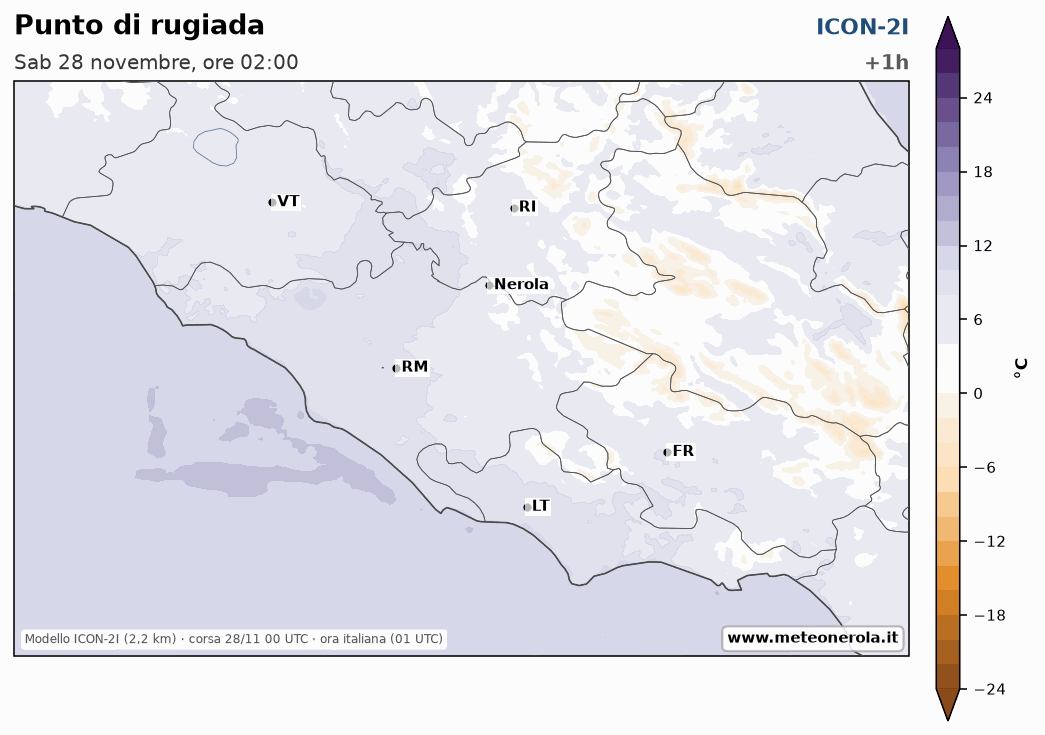 Punto di rugiada
ICON-2I
Sab 28 novembre, ore 02:00
+1h
VT
RI
Nerola
RM
FR
LT
24
18
12
6
0
−6
−12
−18
−24
°C
Modello ICON-2I (2,2 km) · corsa 28/11 00 UTC · ora italiana (01 UTC)
www.meteonerola.it